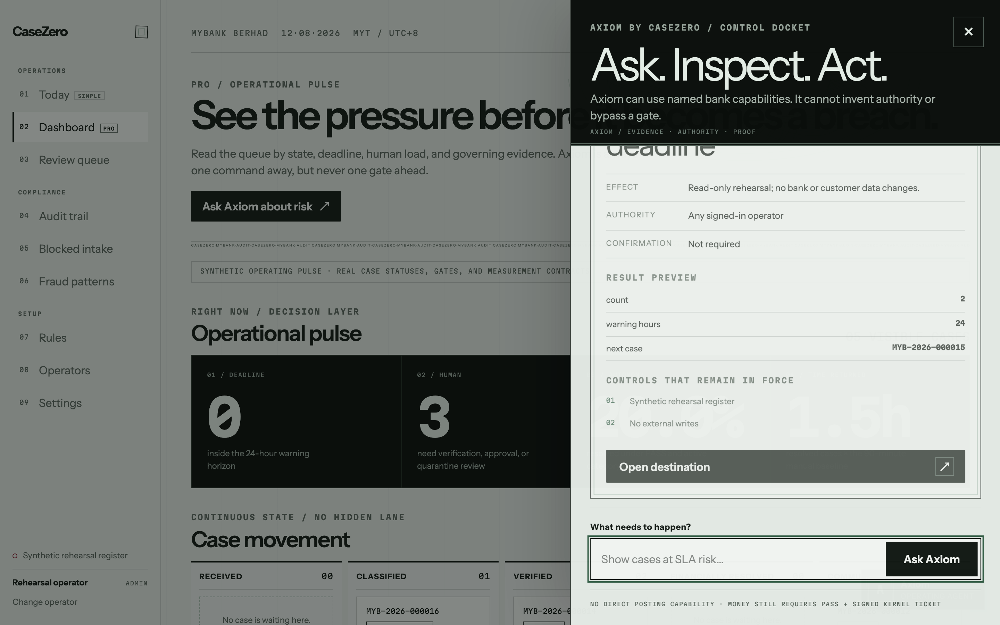 CaseZero
OPERATIONS
01 Today SIMPLE
02 Dashboard PRO
03 Review queue
COMPLIANCE
04 Audit trail
05 Blocked intake
06 Fraud patterns
SETUP
07 Rules
08 Operators
09 Settings
Synthetic rehearsal register
Rehearsal operator ADMIN
Change operator
MYBANK BERHAD 12·08·2026 MYT / UTC+8
PRO / OPERATIONAL PULSE
See the pressure before it becomes a breach.
Read the queue by state, deadline, human load, and governing evidence. Ax
one command away, but never one gate ahead.
Ask Axiom about risk ↗
CASEZERO·MYBANK·AUDIT·CASEZERO·MYBANK·AUDIT·CASEZERO·MYBANK·AUDIT·CASEZERO·MYBANK·AUDIT·CASEZERO·MYBANK·AUDIT·CASEZERO·MYBANK·AUDIT·CASEZE
SYNTHETIC OPERATING PULSE · REAL CASE STATUSES, GATES, AND MEASUREMENT CONTR
RIGHT NOW / DECISION LAYER
Operational pulse
01 / DEADLINE
0
inside the 24-hour warning
horizon
02 / HUMAN
3
need verification, approval, or
quarantine review
20.0% 1.5h
CONTINUOUS STATE / NO HIDDEN LANE
Case movement
RECEIVED 00
No case is waiting here.
CLASSIFIED 01
MYB-2026-000016
VERIFIED
MYB-2026-0
AXIOM BY CASEZERO / CONTROL DOCKET
Ask. Inspect. Act.
Axiom can use named bank capabilities. It cannot invent authority or
bypass a gate.
AXIOM / EVIDENCE · AUTHORITY · PROOF
deadline
EFFECT Read-only rehearsal; no bank or customer data changes.
AUTHORITY Any signed-in operator
CONFIRMATION Not required
RESULT PREVIEW
count 2
warning hours 24
next case MYB-2026-000015
CONTROLS THAT REMAIN IN FORCE
01 Synthetic rehearsal register
02 No external writes
Open destination ↗
What needs to happen?
Show cases at SLA risk...
Ask Axiom
NO DIRECT POSTING CAPABILITY · MONEY STILL REQUIRES PASS + SIGNED KERNEL TICKET